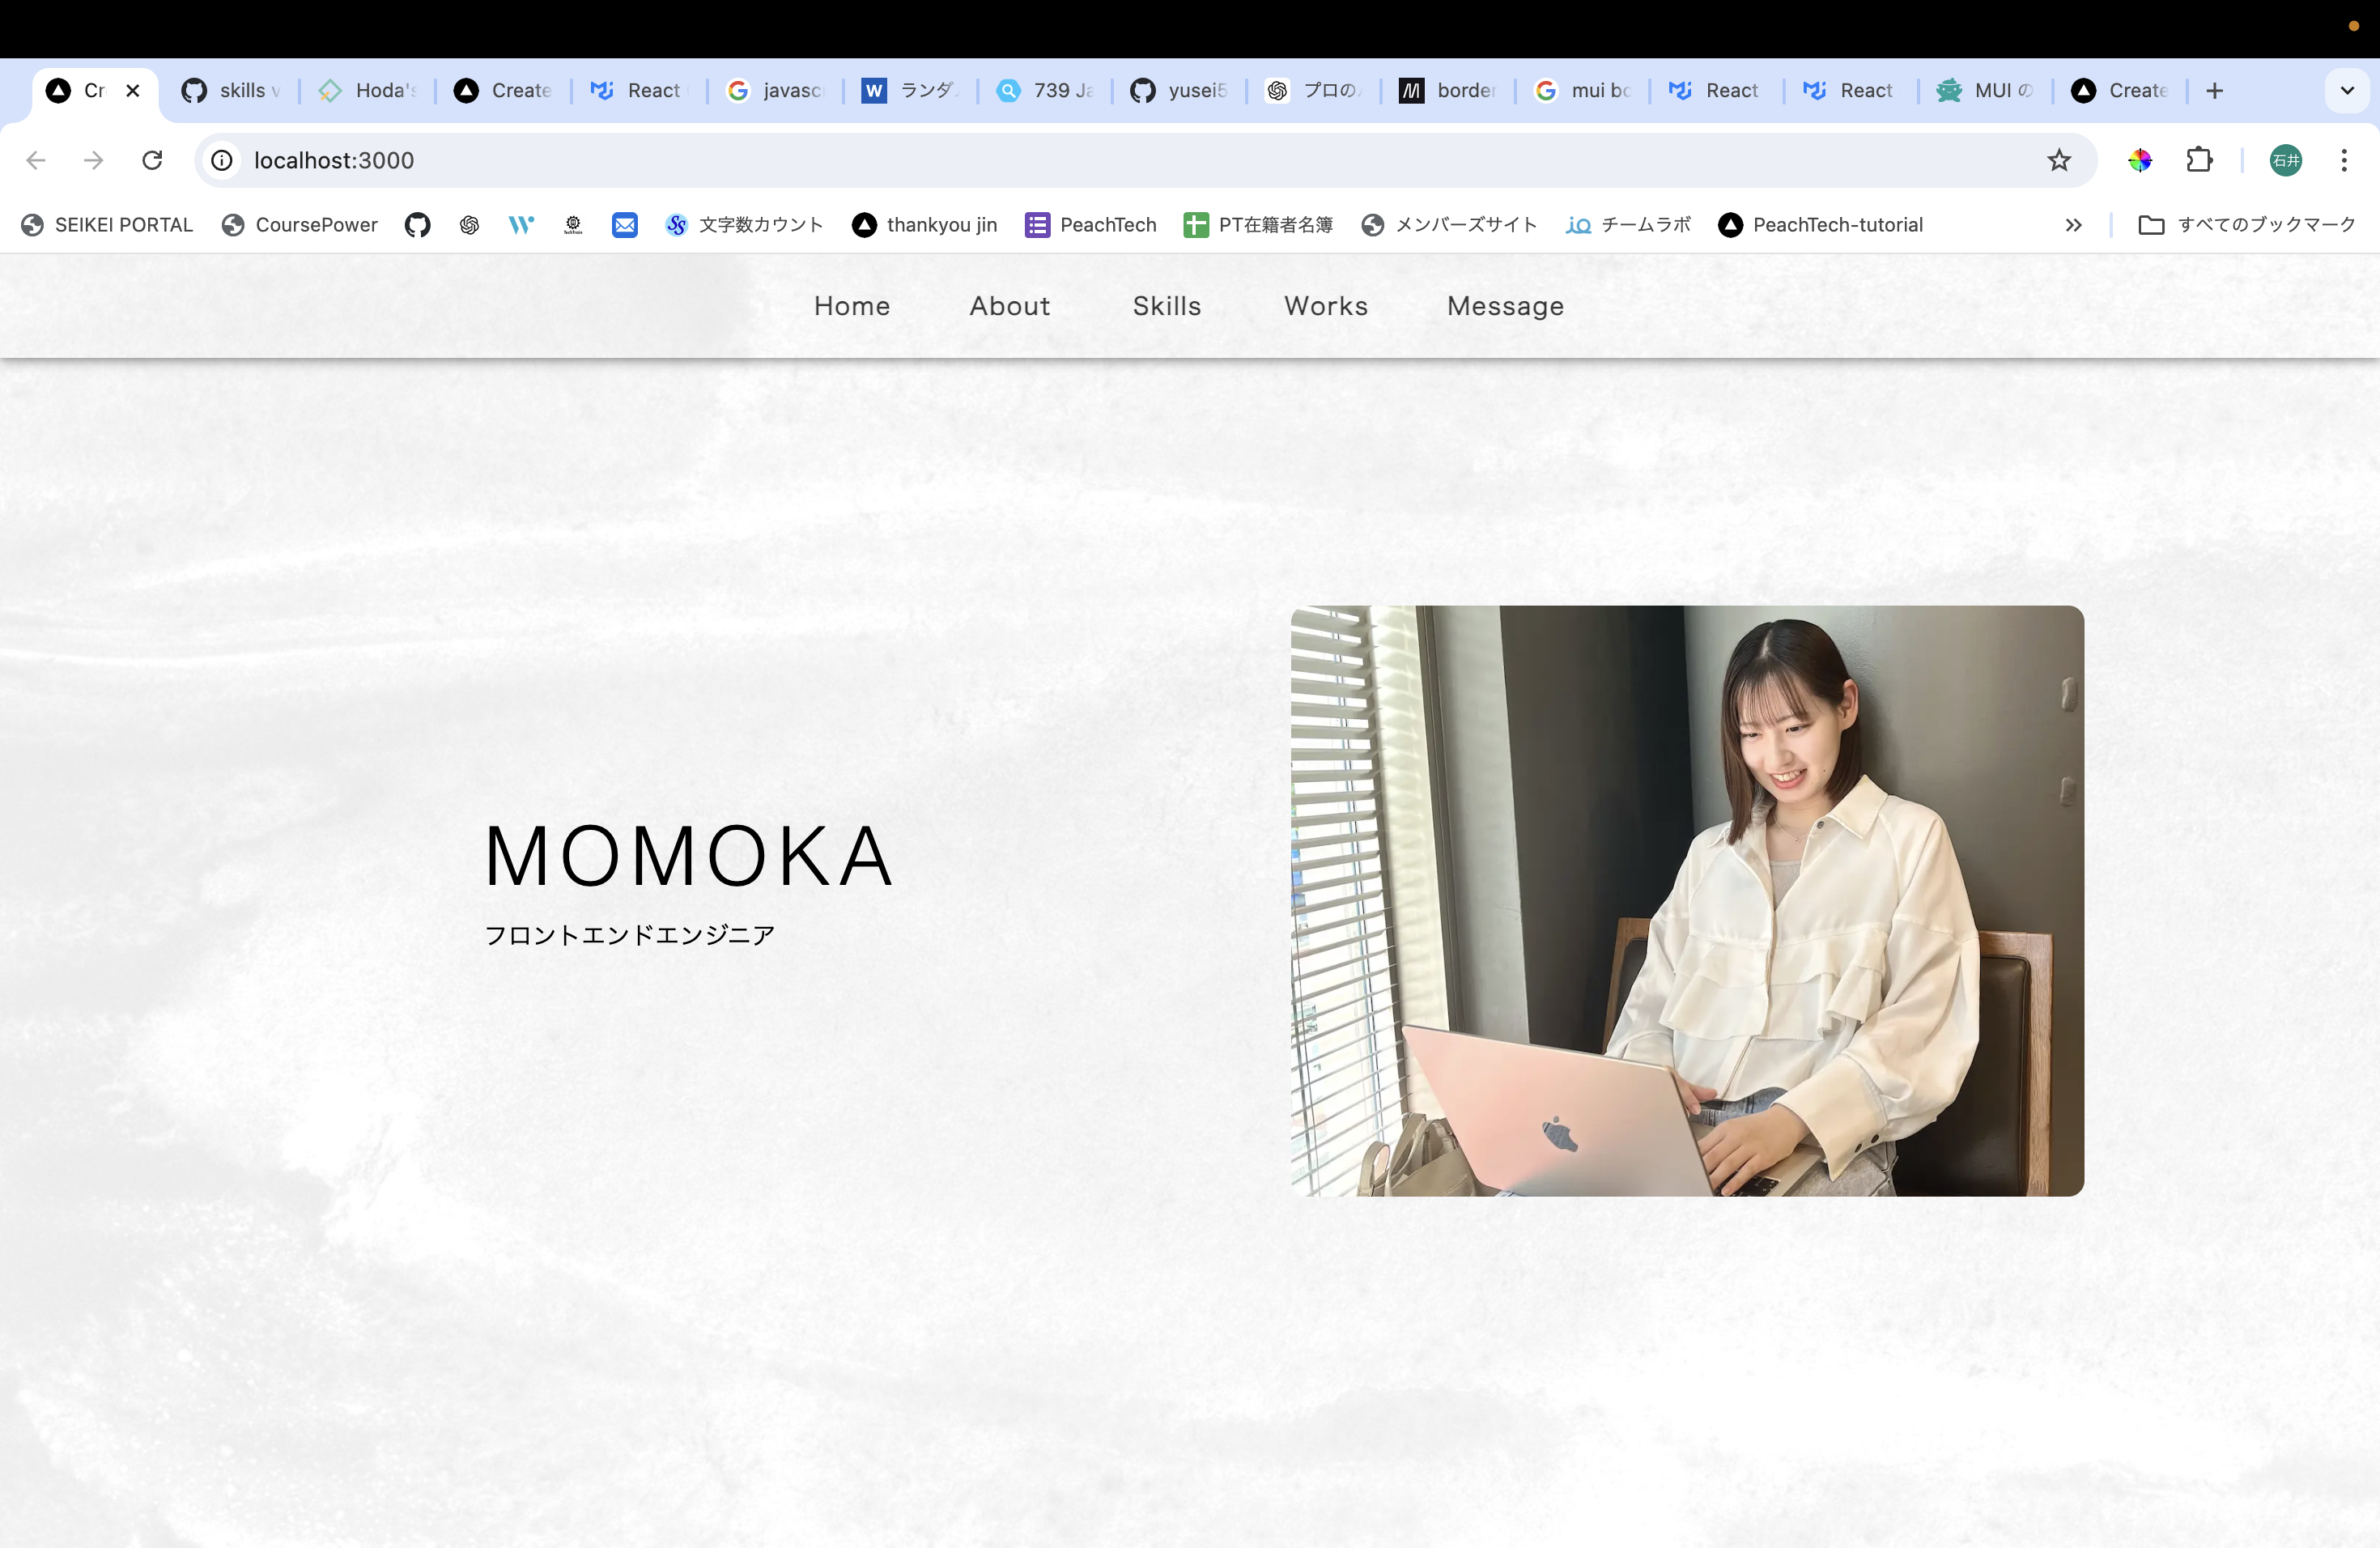 Cr
skills v
Hoda's
Create
React
javasc
ランダ
739 Ja
yusei5
プロの
border
mui bo
React
React
MUI の
Create
localhost:3000
石井
SEIKEI PORTAL
CoursePower
文字数カウント
thankyou jin
PeachTech
PT在籍者名簿
メンバーズサイト
チームラボ
PeachTech-tutorial
すべてのブックマーク
Home About Skills Works Message
MOMOKA
フロントエンドエンジニア